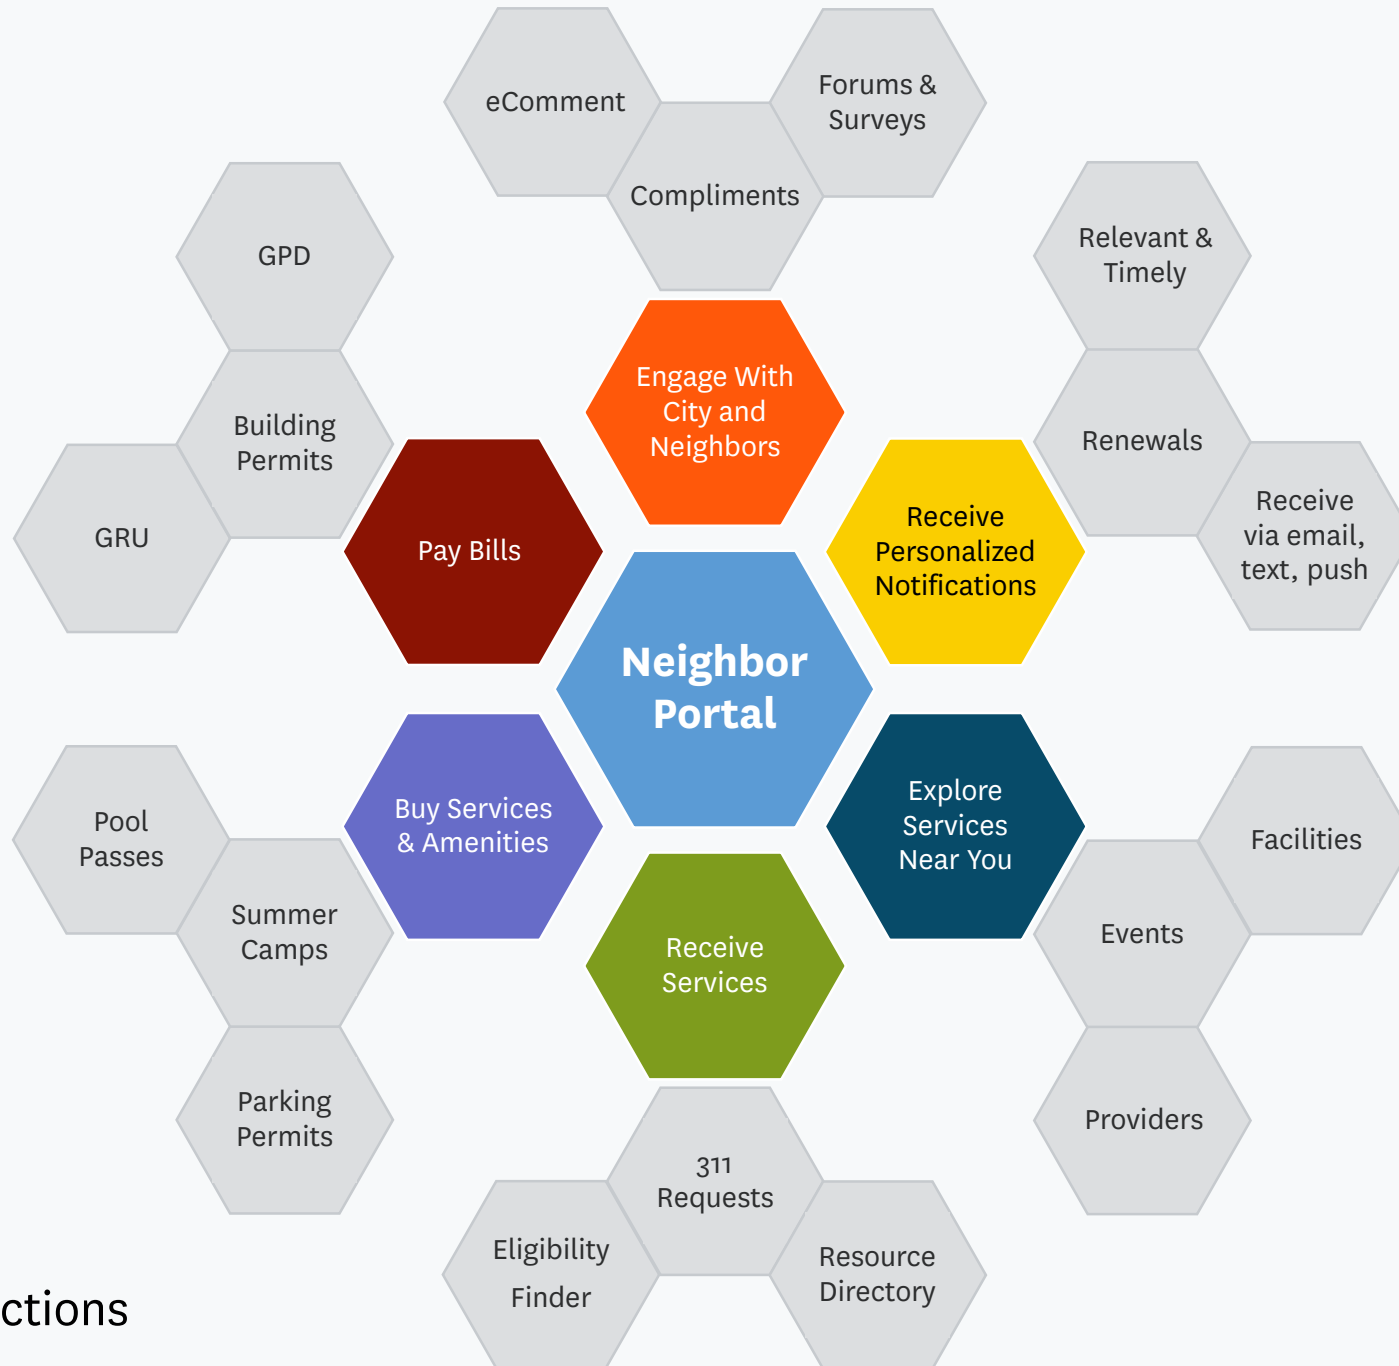 eComment
Forums &
Surveys
Compliments
GPD
Relevant &
Timely
Building
Permits
Renewals
GRU
Receive
via email,
text, push
Engage With
City and
Neighbors
Pay Bills
Receive
Personalized
Notifications
Neighbor
Portal
Buy Services
& Amenities
Explore
Services
Near You
Receive
Services
Pool
Passes
Summer
Camps
Parking
Permits
Facilities
Events
Providers
311
Requests
Eligibility
Finder
Resource
Directory
ctions